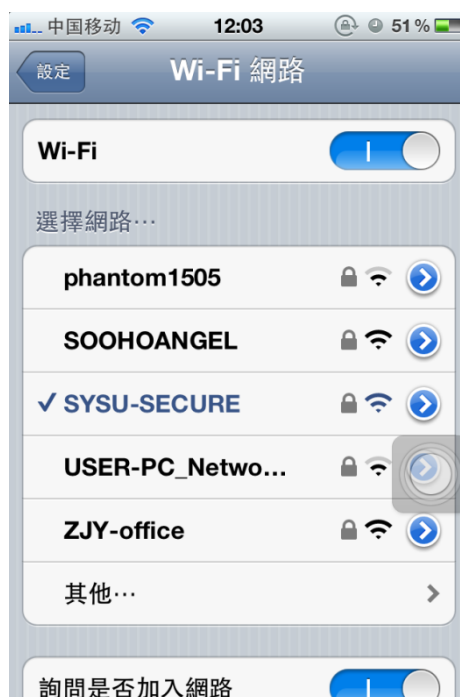 中国移动 12:03 51%
設定 Wi-Fi 網路
Wi-Fi
選擇網路…
phantom1505
SOOHOANGEL
✓ SYSU-SECURE
USER-PC_Netwo...
ZJY-office
其他…
詢問是否加入網路